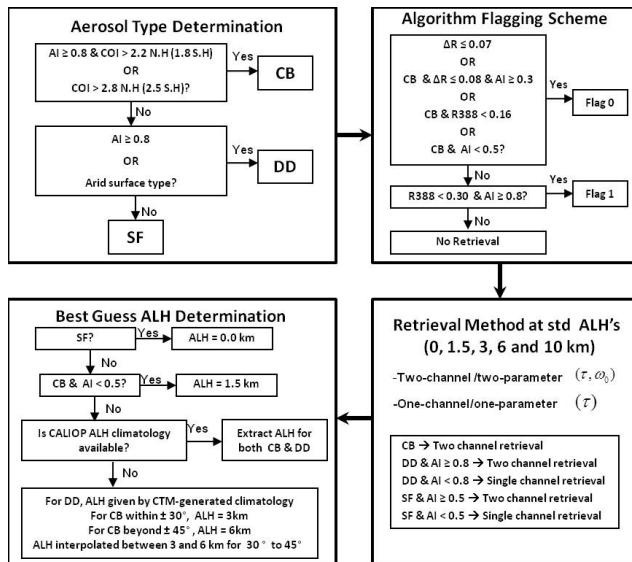 Aerosol Type Determination
AI ≥ 0.8 & COI > 2.2 N.H (1.8 S.H)
OR
COI > 2.8 N.H (2.5 S.H)?
Yes
CB
No
AI ≥ 0.8
OR
Arid surface type?
Yes
DD
No
SF
Algorithm Flagging Scheme
ΔR ≤ 0.07
OR
CB & ΔR ≤ 0.08 & AI ≥ 0.3
OR
CB & R388 < 0.16
OR
CB & AI < 0.5?
Yes
Flag 0
No
R388 < 0.30 & AI ≥ 0.8?
Yes
Flag 1
No
No Retrieval
Best Guess ALH Determination
SF?
Yes
ALH = 0.0 km
No
CB & AI < 0.5?
Yes
ALH = 1.5 km
No
Is CALIOP ALH climatology
available?
Yes
Extract ALH for
both CB & DD
No
For DD, ALH given by CTM-generated climatology
For CB within ± 30°, ALH = 3km
For CB beyond ± 45°, ALH = 6km
ALH interpolated between 3 and 6 km for 30 ° to 45°
Retrieval Method at std ALH's
(0, 1.5, 3, 6 and 10 km)
-Two-channel/two-parameter (τ, ω₀)
-One-channel/one-parameter (τ)
CB → Two channel retrieval
DD & AI ≥ 0.8 → Two channel retrieval
DD & AI < 0.8 → Single channel retrieval
SF & AI ≥ 0.5 → Two channel retrieval
SF & AI < 0.5 → Single channel retrieval